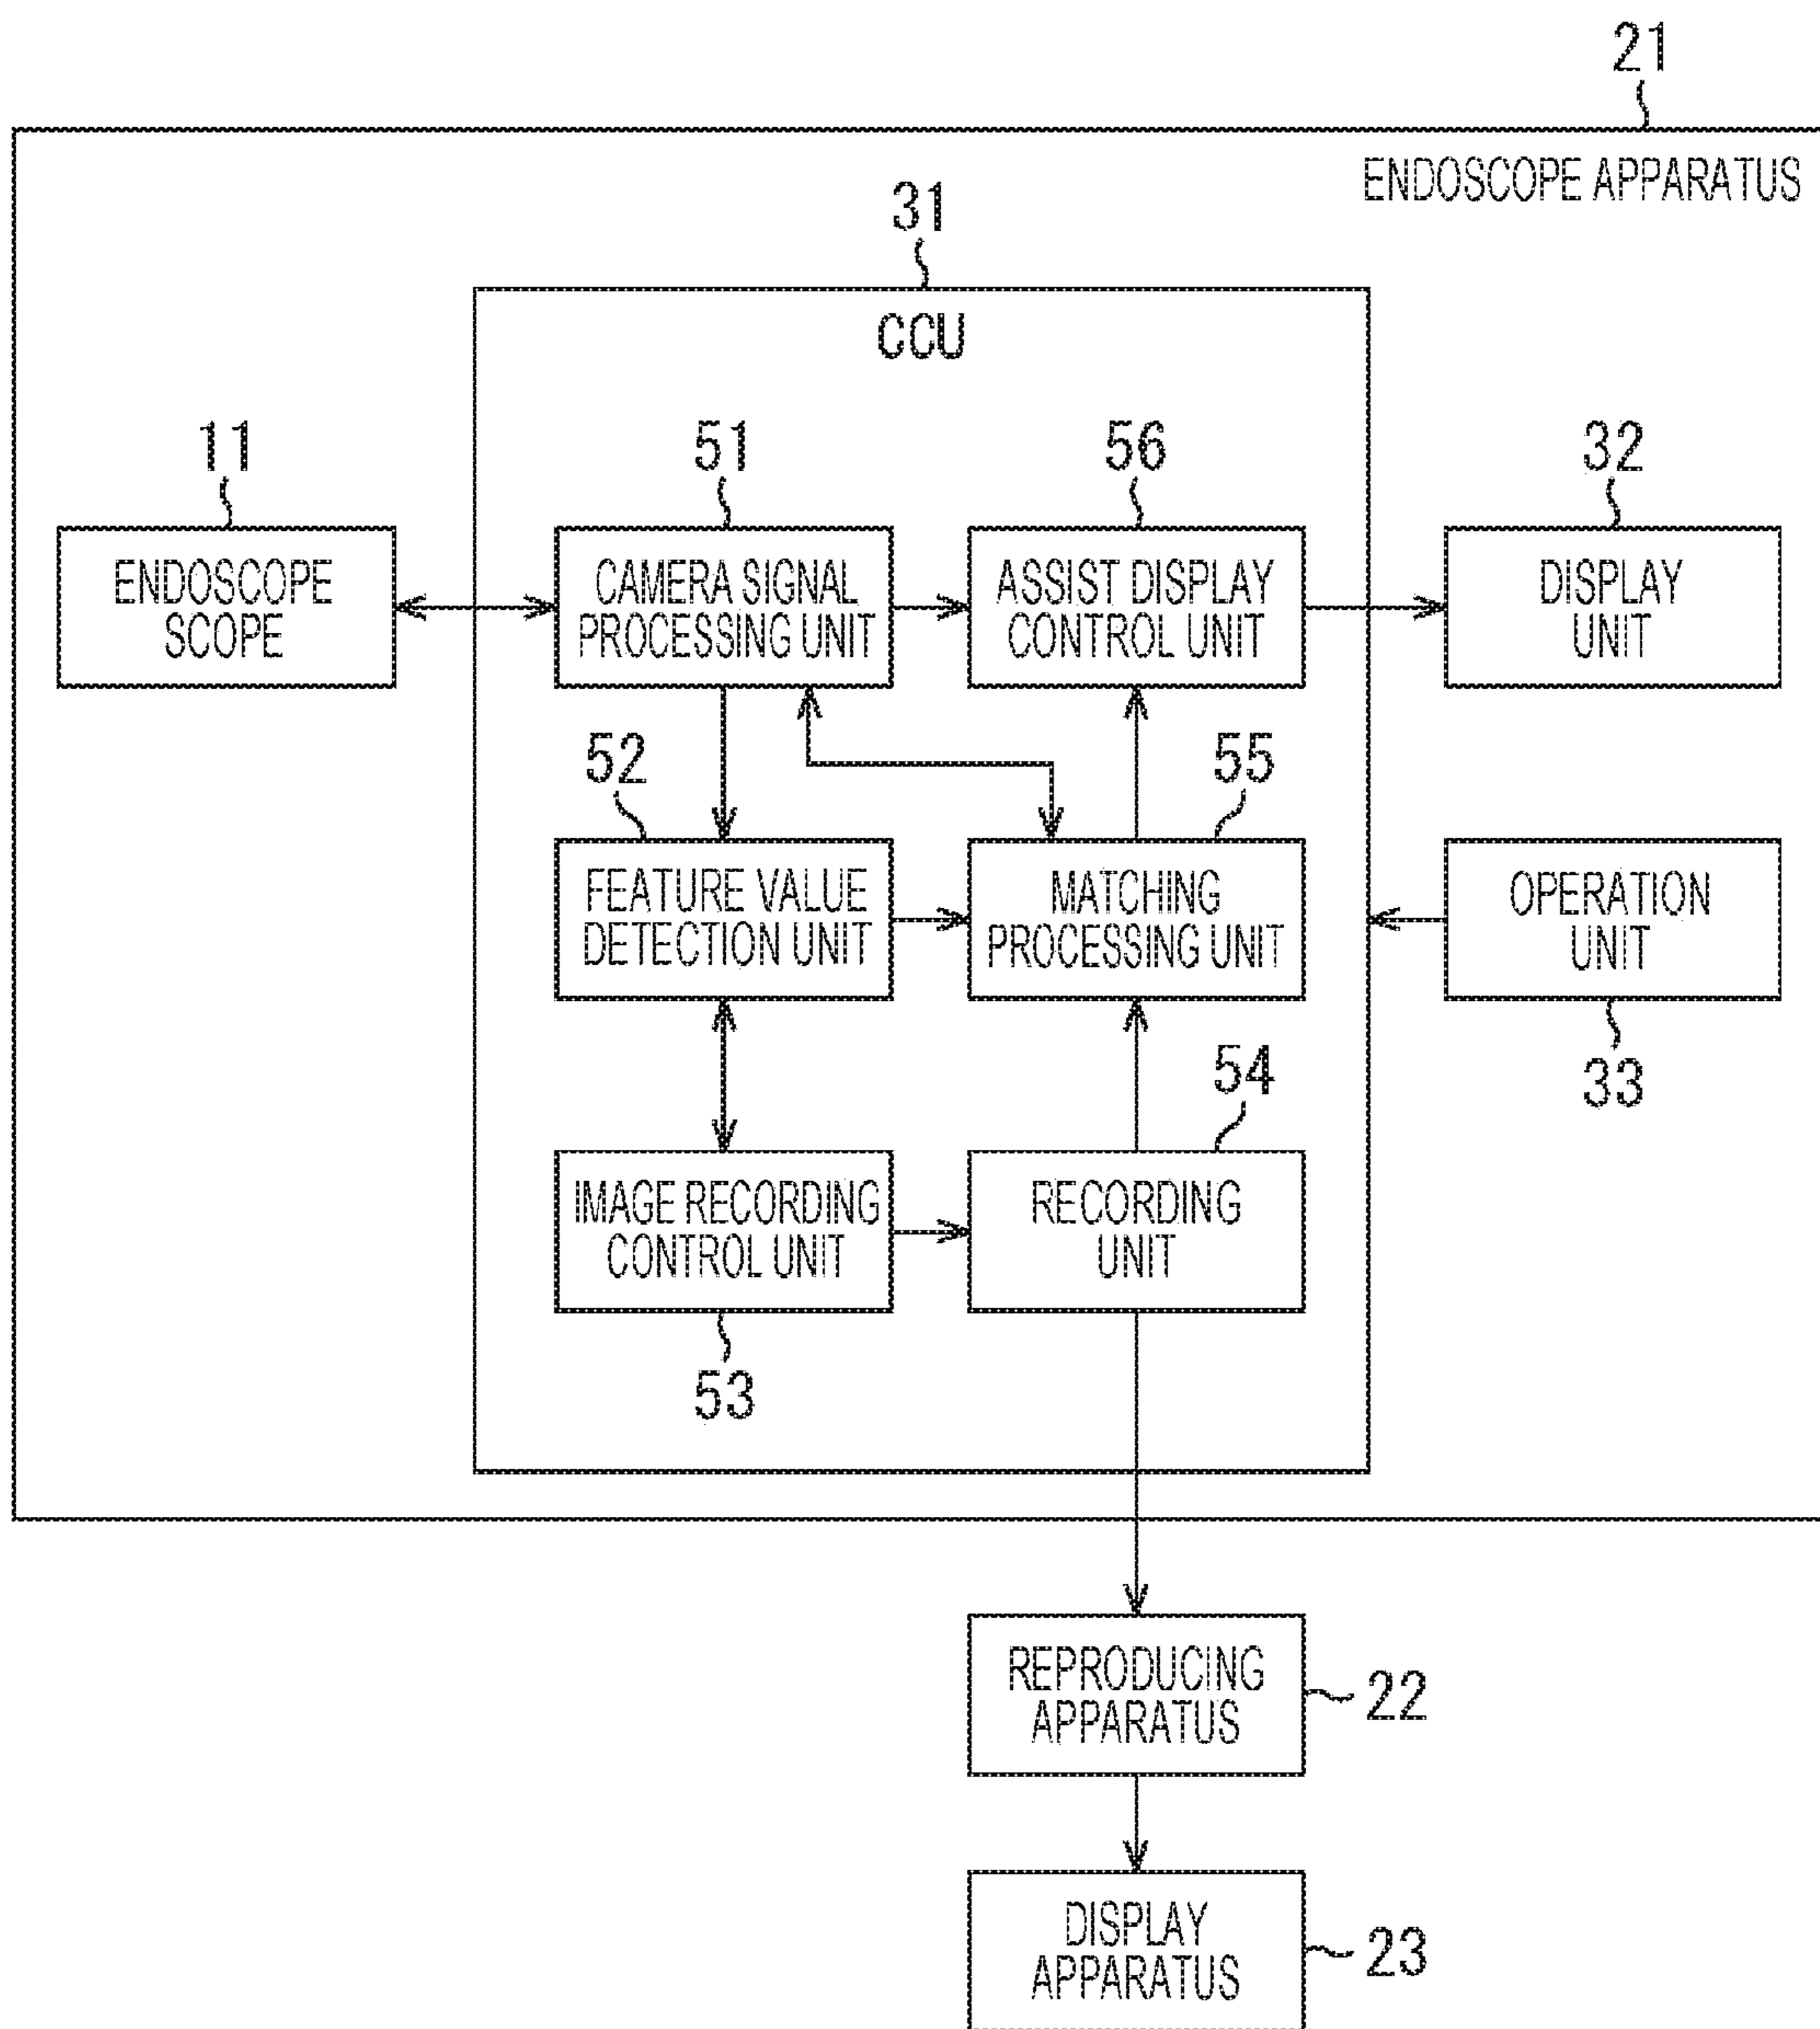 21
ENDOSCOPE APPARATUS
31
CCU
11
51
56
32
ENDOSCOPE
SCOPE
CAMERA SIGNAL
PROCESSING UNIT
ASSIST DISPLAY
CONTROL UNIT
DISPLAY
UNIT
52
55
FEATURE VALUE
DETECTION UNIT
MATCHING
PROCESSING UNIT
OPERATION
UNIT
54
33
IMAGE RECORDING
CONTROL UNIT
RECORDING
UNIT
53
REPRODUCING
APPARATUS
22
DISPLAY
APPARATUS
23